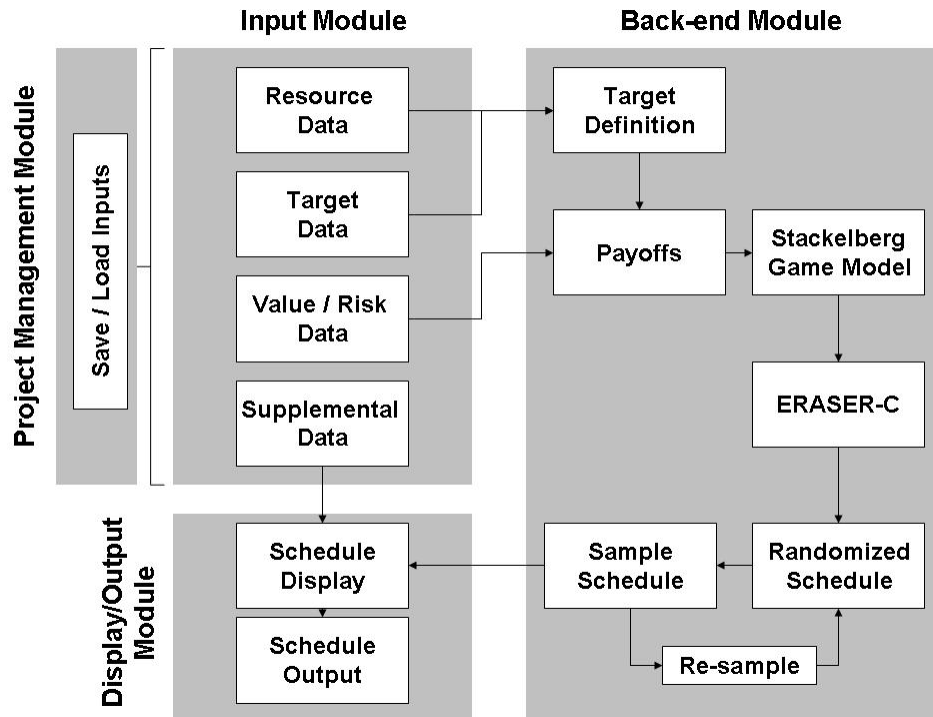 Input Module
Back-end Module
Project Management Module
Save / Load Inputs
Resource
Data
Target
Data
Value / Risk
Data
Supplemental
Data
Target
Definition
Payoffs
Stackelberg
Game Model
ERASER-C
Display/Output
Module
Schedule
Display
Schedule
Output
Sample
Schedule
Randomized
Schedule
Re-sample